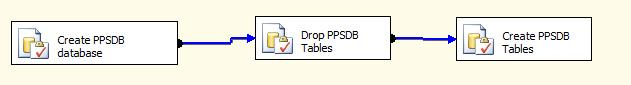 Create PPSDB
database
Drop PPSDB
Tables
Create PPSDB
Tables